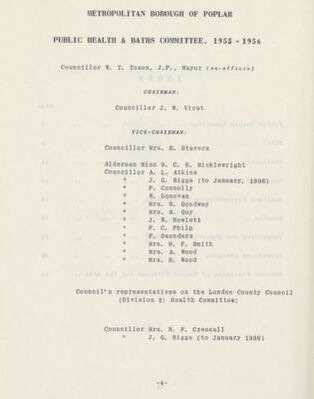 METROPOLITAN BOROUGH OF POPLAR
PUBLIC HEALTH & BATHS COMMITTEE, 1955 - 1956
Councillor W. T. Tuson, J.P., Mayor (ex-officio)
CHAIRMAN:
Councillor J. W. Vicat
VICE-CHAIRMAN:
Councillor Mrs. E. Stavers
Alderman Miss B. C. R. Micklewright
Councillor A. L. Atkins
" J. G. Biggs (to January, 1956)
" P. Connolly
" W. Donovan
" Mrs. W. Goodway
" Mrs. M. Guy
" J. W. Howlett
" F. C. Philp
" F. Saunders
" Mrs. H. F. Smith
" Mrs. A. Wood
" Mrs. H. Wood
Council's representatives on the London County Council
(Division 5) Health Committee:
Councillor Mrs. N. F. Cressall
" J. G. Biggs (to January 1956)
-4-